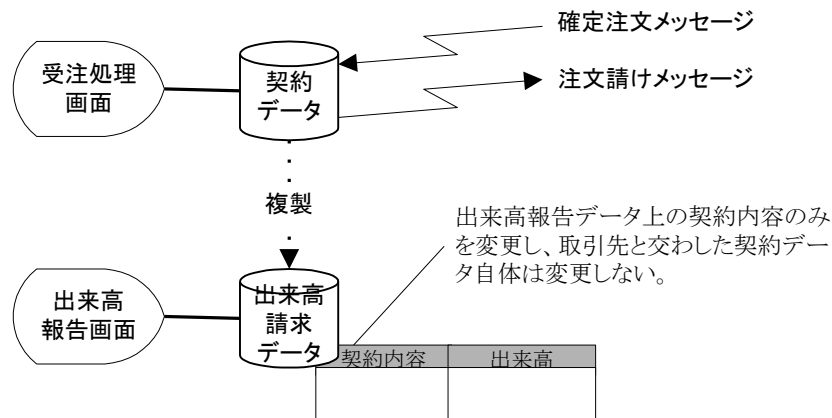 確定注文メッセージ
受注処理
画面
契約
データ
注文請けメッセージ
複製
出来高報告データ上の契約内容のみ
を変更し、取引先と交わした契約デー
タ自体は変更しない。
出来高
報告画面
出来高
請求
データ
契約内容
出来高